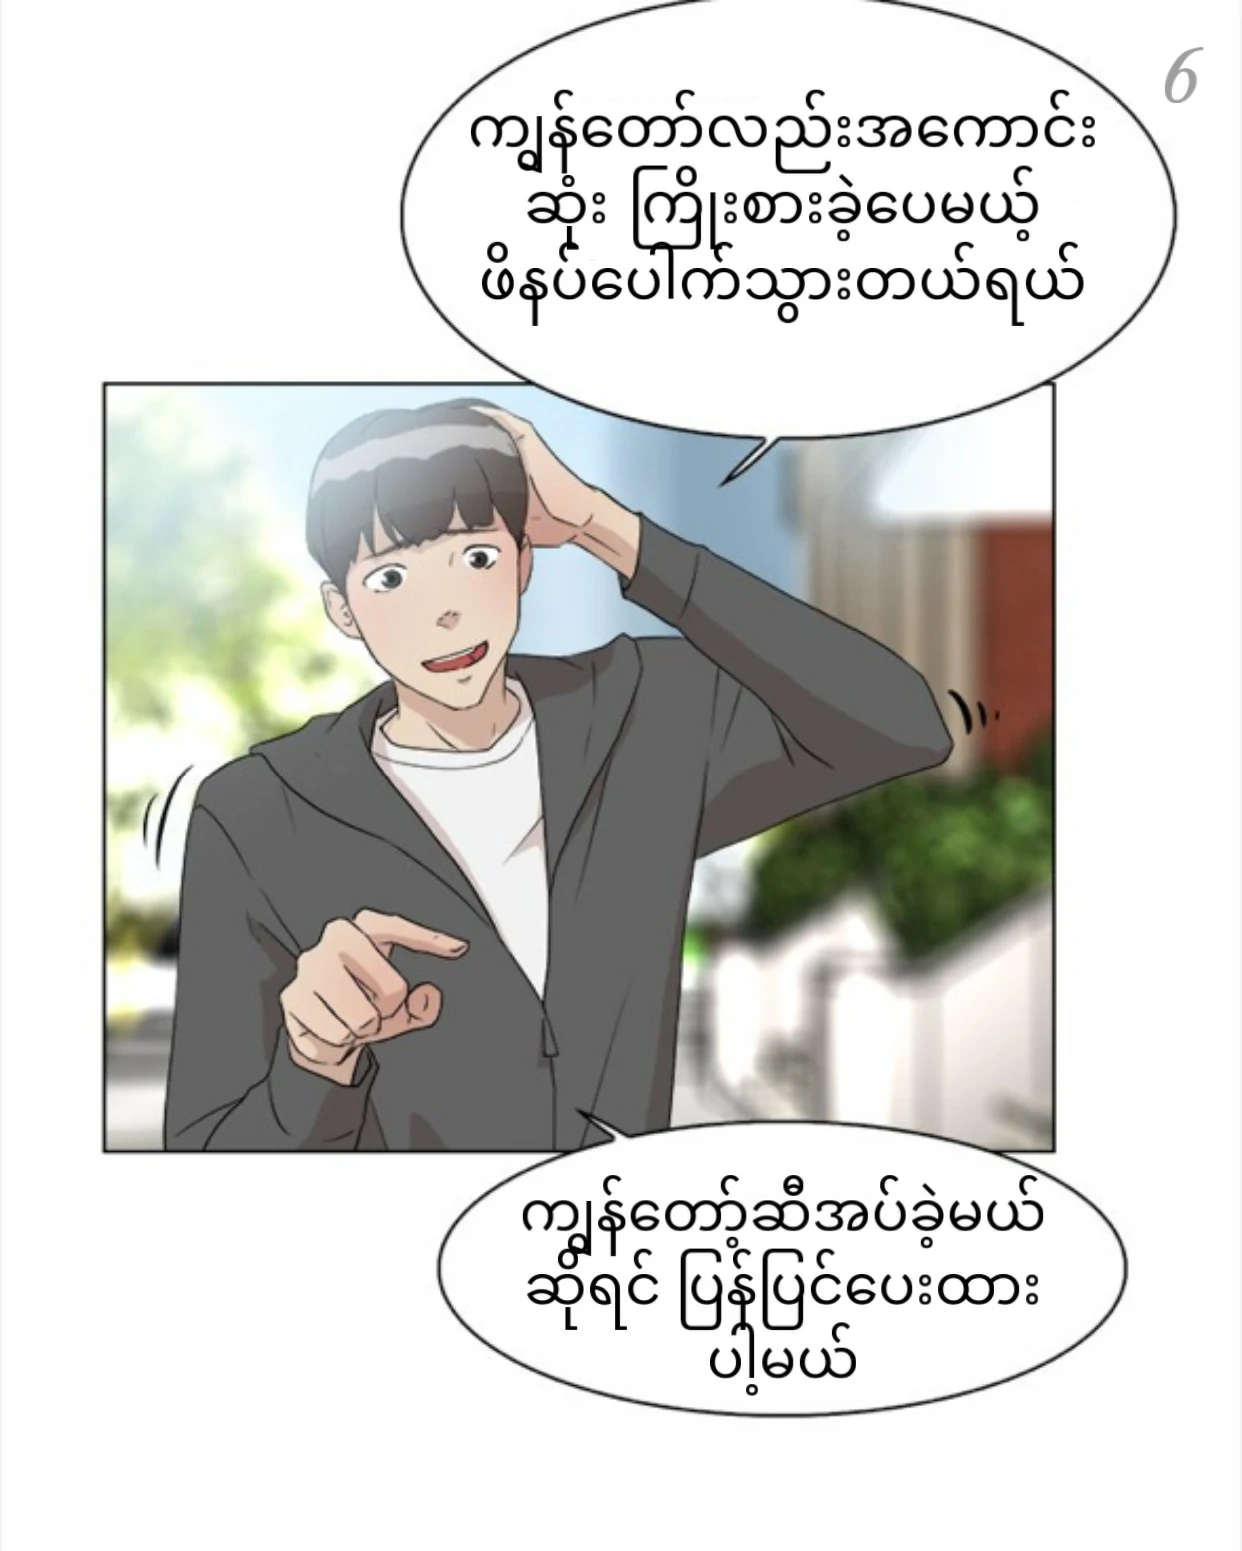 6
ကျွန်တော်လည်းအကောင်း
ဆုံး ကြိုးစားခဲ့ပေမယ့်
ဖိနပ်ပေါက်သွားတယ်ရယ်
ကျွန်တော့်ဆီအပ်ခဲ့မယ်
ဆိုရင် ပြန်ပြင်ပေးထား
ပါ့မယ်